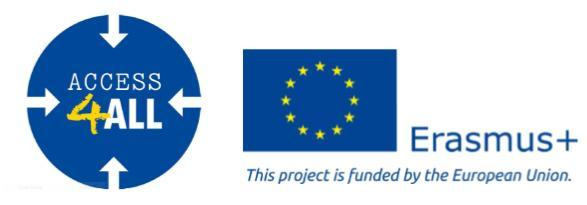 ACCESS
4ALL
Erasmus+
This project is funded by the European Union.